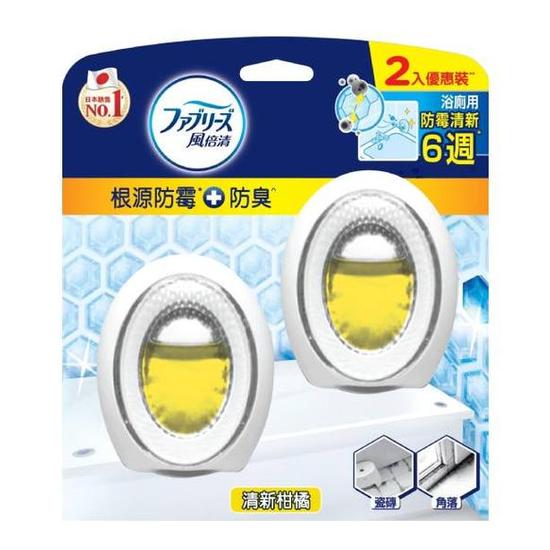 日本銷售
NO.1
ファブリーズ
風倍清
2入優惠裝
浴廁用
防霉清新
6週
根源防霉*+防臭^
清新柑橘
瓷磚
角落